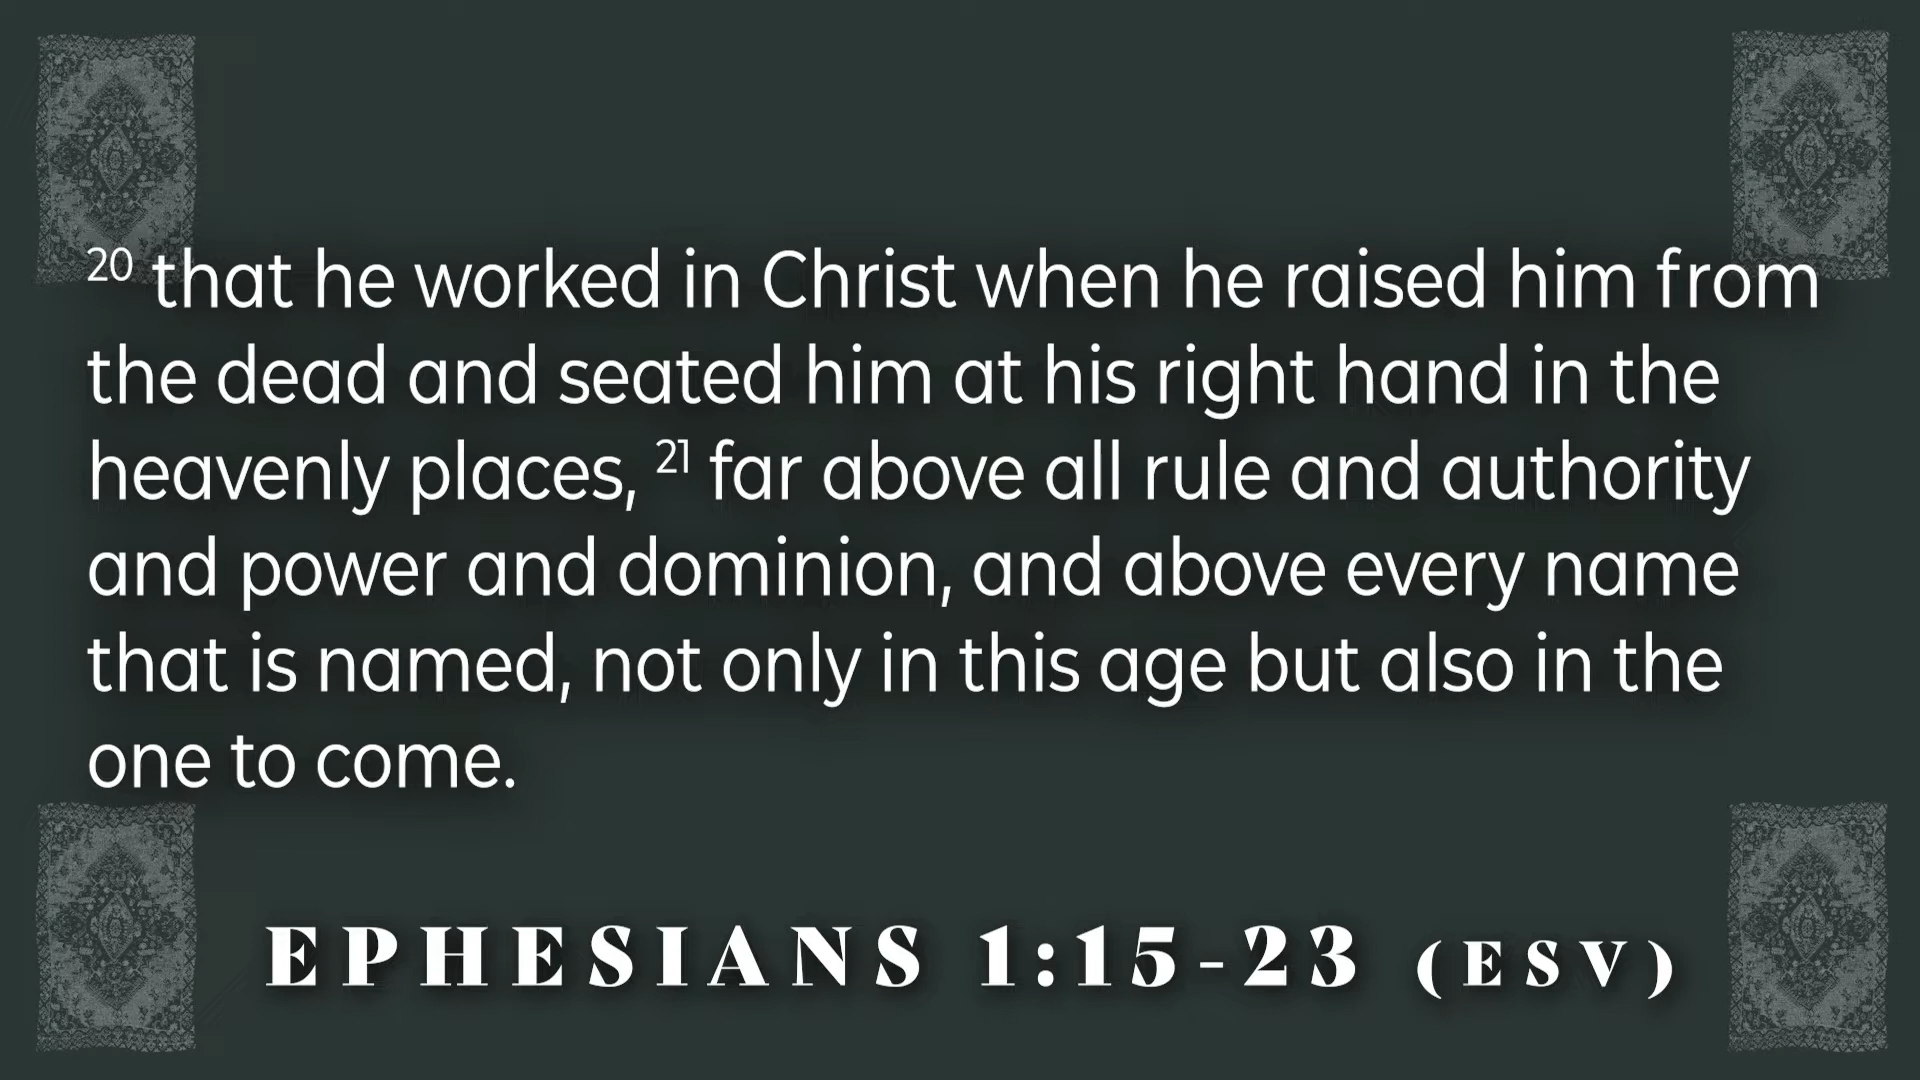 20 that he worked in Christ when he raised him from
the dead and seated him at his right hand in the
heavenly places, 21 far above all rule and authority
and power and dominion, and above every name
that is named, not only in this age but also in the
one to come.
EPHESIANS 1:15-23 (ESV)